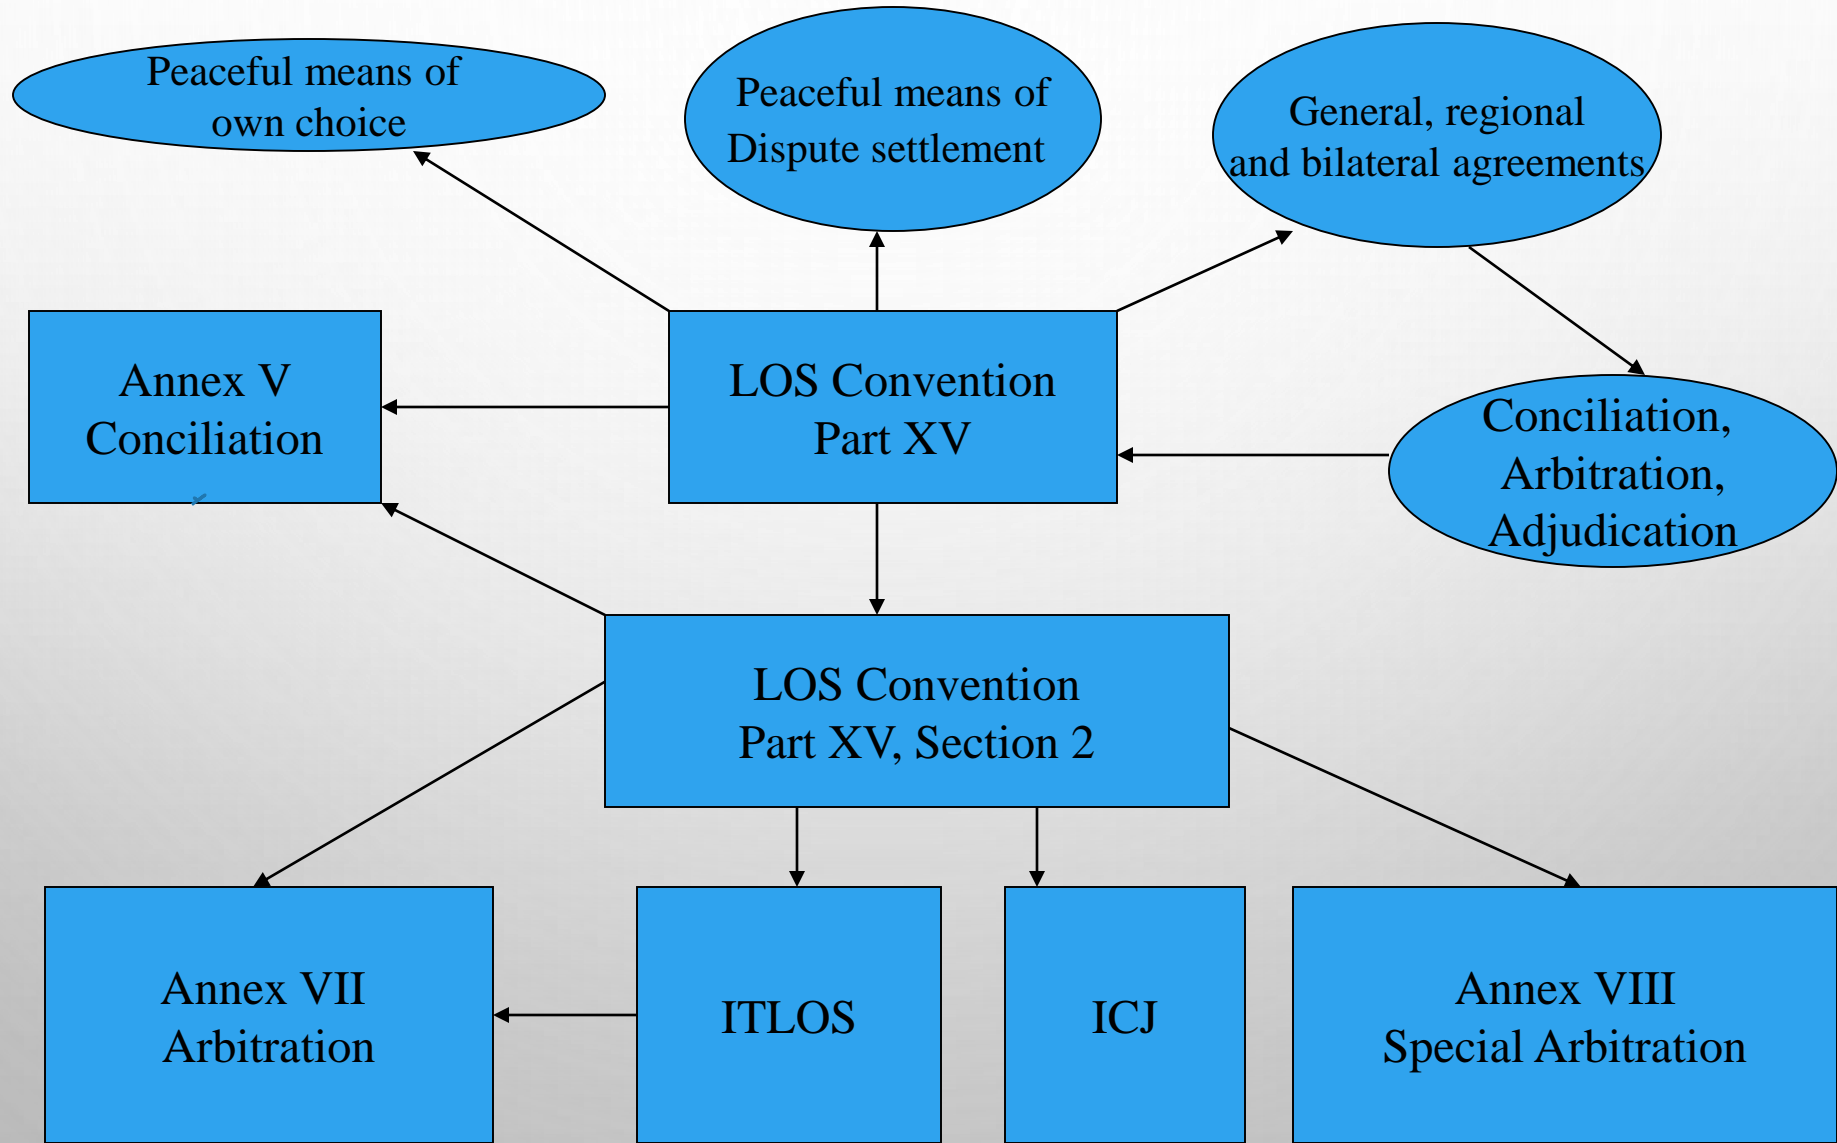 Peaceful means of
own choice
Peaceful means of
Dispute settlement
General, regional
and bilateral agreements
Annex V
Conciliation
LOS Convention
Part XV
Conciliation,
Arbitration,
Adjudication
LOS Convention
Part XV, Section 2
Annex VII
Arbitration
ITLOS
ICJ
Annex VIII
Special Arbitration